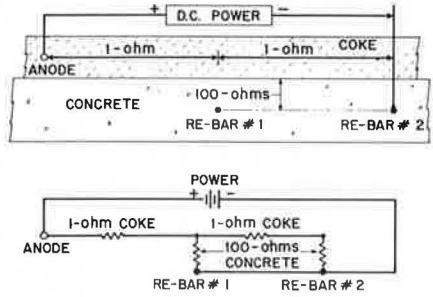 + D.C. POWER −
1-ohm 1-ohm COKE
ANODE
CONCRETE 100-ohms
RE-BAR # 1 RE-BAR # 2
POWER
+ −
1-ohm COKE 1-ohm COKE
ANODE 100-ohms
CONCRETE
RE-BAR # 1 RE-BAR # 2